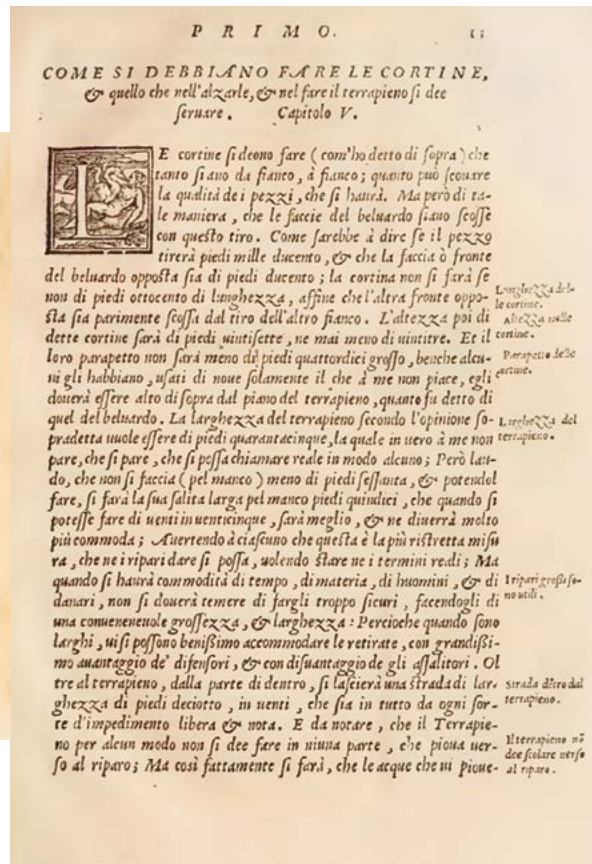 PRIMO. 13
COME SI DEBBIANO FARE LE CORTINE,
& quello che nell'alzarle, & nel fare il terrapieno si dee
seruare. Capitolo V.
LE cortine si deono fare (com'ho detto di sopra) che
tanto siano da fianco, à fianco; quanto può scouare
la qualità de i pezzi, che si haurà. Ma però di ta-
le maniera, che le faccie del beluardo siano scosse
con questo tiro. Come sarebbe à dire se il pezzo
tirerà piedi mille ducento, & che la faccia ò fronte
del beluardo opposta sia di piedi ducento; la cortina non si farà se
non di piedi ottocento di lunghezza, affine che l'altra fronte oppo-
sta sia parimente scossa dal tiro dell'altro fianco. L'altezza poi di
dette cortine sarà di piedi uintisette, ne mai meno di uintitre. Et il
loro parapetto non sarà meno di piedi quattordici grosso, benche alcu-
ni gli habbiano, usati di noue solamente il che à me non piace, egli
douerà essere alto di sopra dal piano del terrapieno, quanto fu detto di
quel del beluardo. La larghezza del terrapieno secondo l'opinione so-
pradetta uuole essere di piedi quarantacinque, la quale in uero à me non
pare, che si pare, che si possa chiamare reale in modo alcuno; Però lau-
do, che non si faccia (pel manco) meno di piedi sessanta, & potendol
fare, si farà la sua salita larga pel manco piedi quindici, che quando si
potesse fare di uenti in uenticinque, sarà meglio, & ne diuerrà molto
più commoda; Auertendo à ciascuno che questa è la più ristretta misu
ra, che ne i ripari dare si possa, uolendo stare ne i termini reali; Ma
quando si haurà commodità di tempo, di materia, di huomini, & di
danari, non si douerà temere di fargli troppo sicuri, facendogli di
una conueneuole grossezza, & larghezza: Percioche quando sono
larghi, ui si possono benißimo accommodare le retirate, con grandißi-
mo auantaggio de' difensori, & con disuantaggio de gli assalitori. Ol
tre al terrapieno, dalla parte di dentro, si lascierà una strada di lar-
ghezza di piedi deciotto, in uenti, che sia in tutto da ogni sor-
te d'impedimento libera & nota. E da notare, che il Terrapie-
no per alcun modo non si dee fare in niuna parte, che pioua uer-
so al riparo; Ma così fattamente si farà, che le acque che ui pioue-
Lunghezza del-
le cortine.
Altezza nelle
cortine.
Parapetto delle
cortine.
Larghezza del
terrapieno.
I ripari grossi so-
no utili.
Strada dētro dal
terrapieno.
Il terrapieno nō
dee scolare uerso
al riparo.